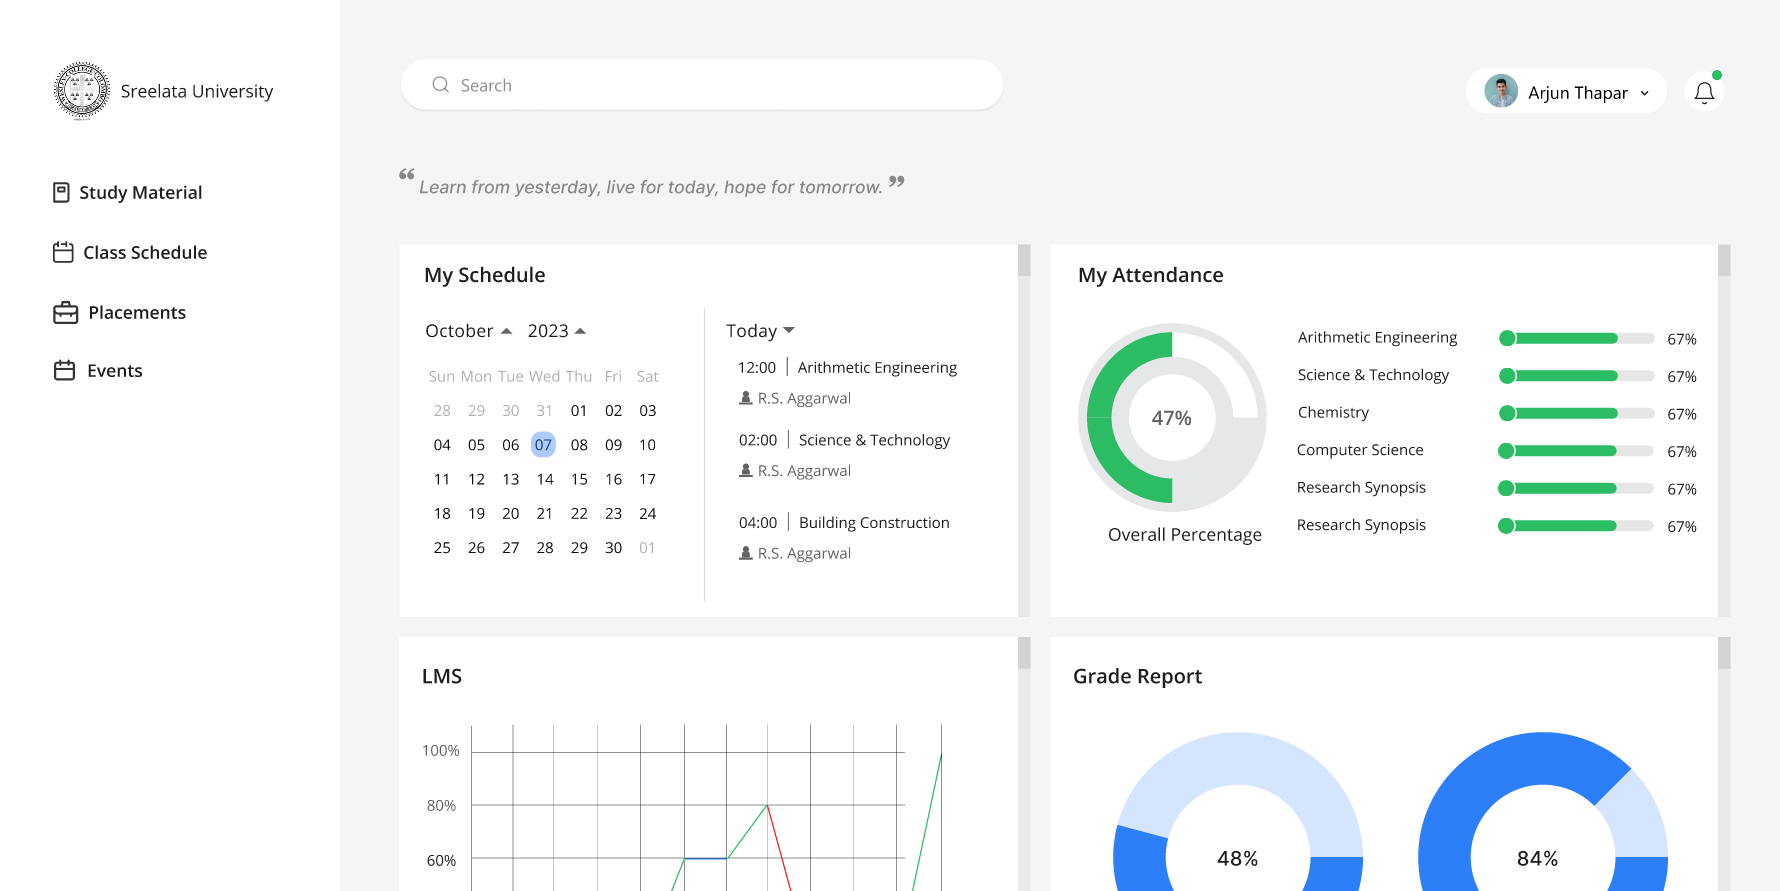 Sreelata University
Search
Arjun Thapar
Study Material
Class Schedule
Placements
Events
“ Learn from yesterday, live for today, hope for tomorrow. ”
My Schedule
October 2023
Sun Mon Tue Wed Thu Fri Sat
28 29 30 31 01 02 03
04 05 06 07 08 09 10
11 12 13 14 15 16 17
18 19 20 21 22 23 24
25 26 27 28 29 30 01
Today
12:00 | Arithmetic Engineering
R.S. Aggarwal
02:00 | Science & Technology
R.S. Aggarwal
04:00 | Building Construction
R.S. Aggarwal
My Attendance
47%
Overall Percentage
Arithmetic Engineering 67%
Science & Technology 67%
Chemistry 67%
Computer Science 67%
Research Synopsis 67%
Research Synopsis 67%
LMS
100%
80%
60%
Grade Report
48%
84%